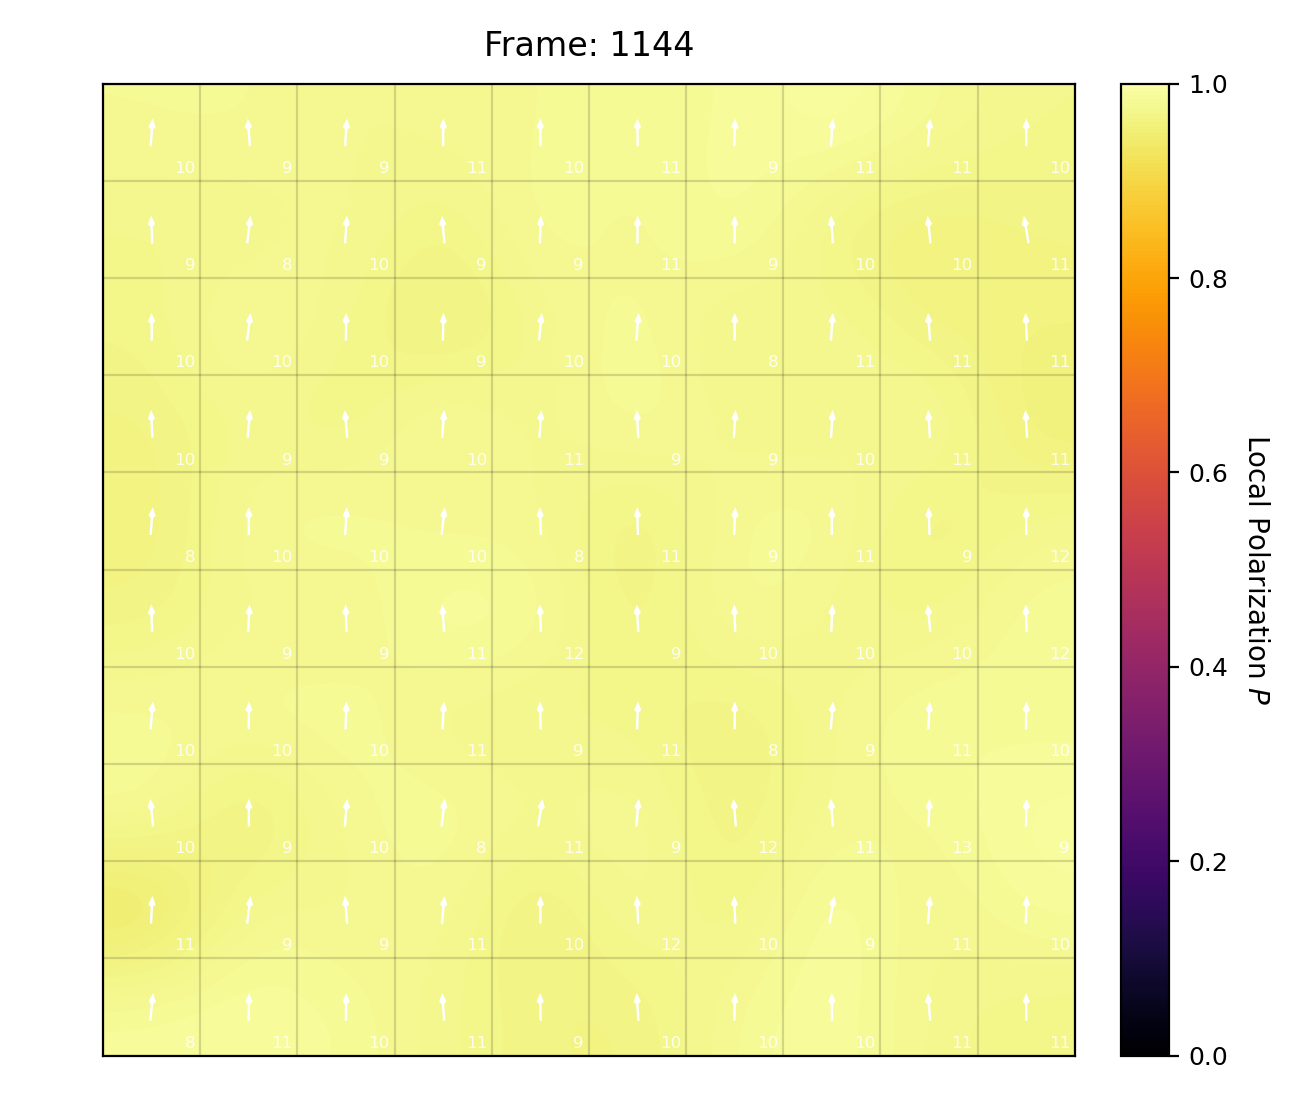 Frame: 1144
10 9 9 11 10 11 9 11 11 10
9 8 10 9 9 11 9 10 10 11
10 10 10 9 10 10 8 11 11 11
10 9 9 10 11 9 9 10 11 11
8 10 10 10 8 11 9 11 9 12
10 9 9 11 12 9 10 10 10 12
10 10 10 11 9 11 8 9 11 10
10 9 10 8 11 9 12 11 13 9
11 9 9 11 10 12 10 9 11 10
8 11 10 11 9 10 10 10 11 11
1.0
0.8
0.6
0.4
0.2
0.0
Local Polarization P